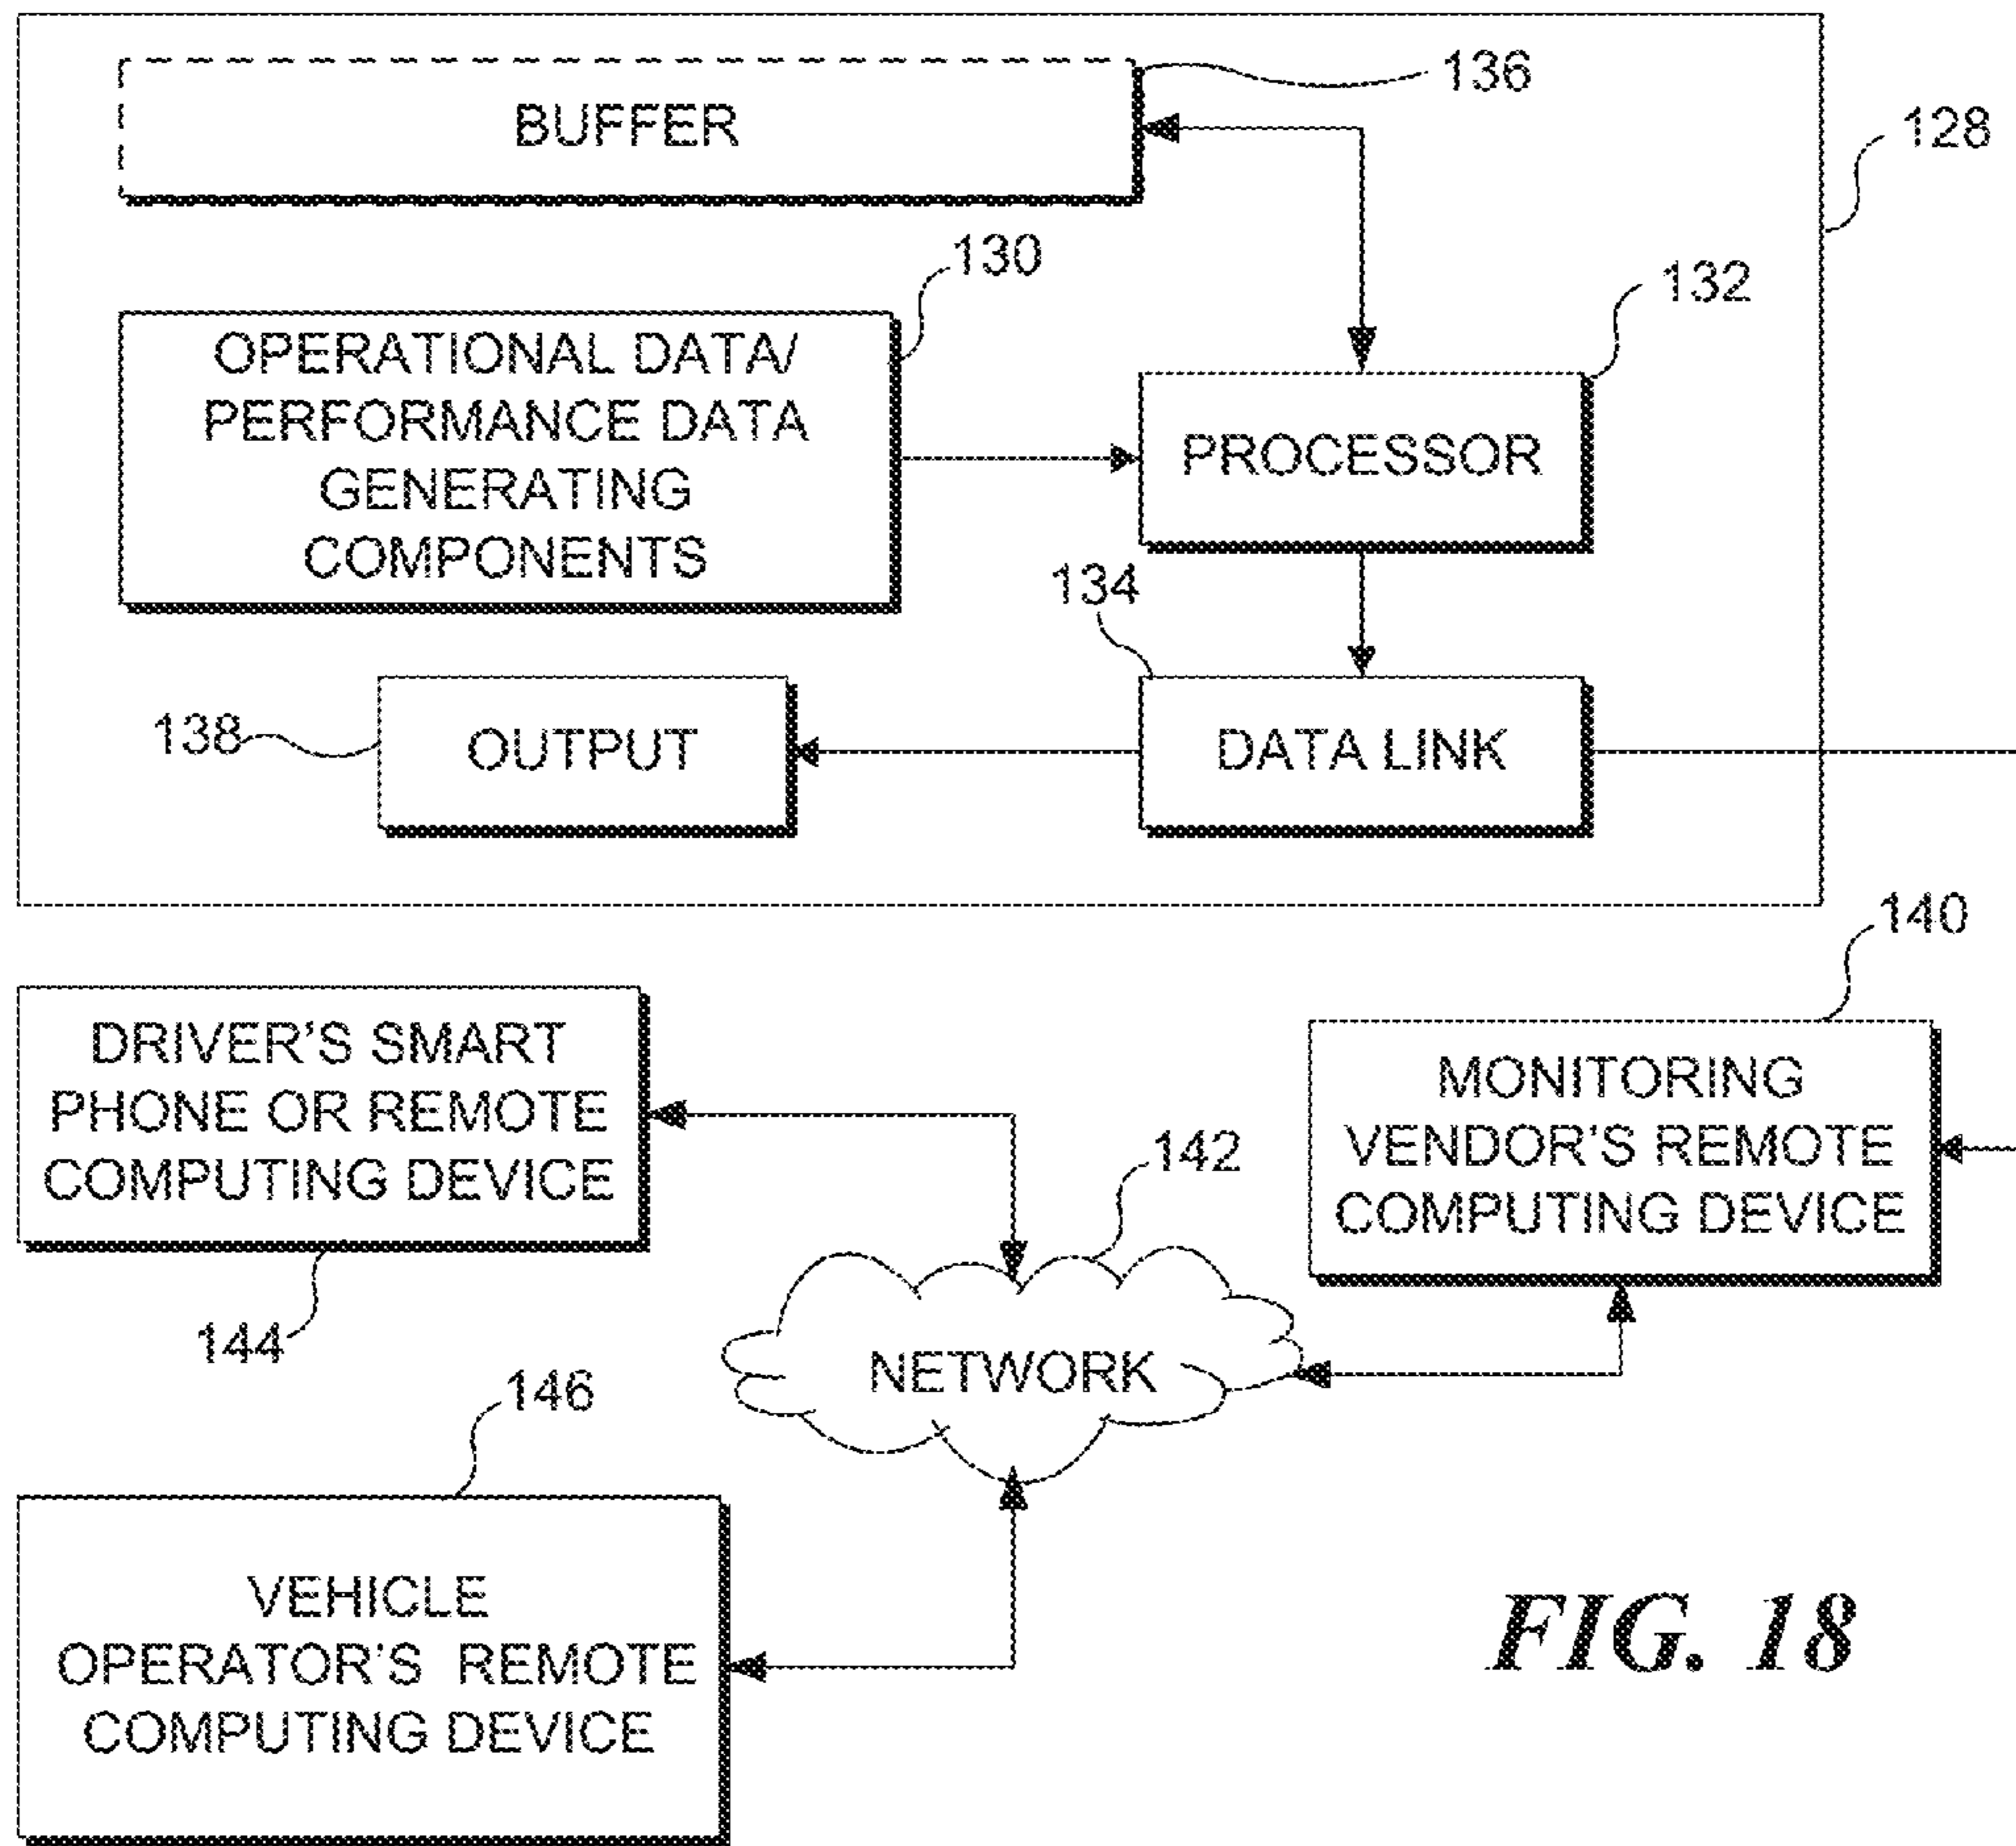 136
BUFFER
128
130
132
OPERATIONAL DATA/
PERFORMANCE DATA
GENERATING
COMPONENTS
PROCESSOR
134
138
OUTPUT
DATA LINK
140
DRIVER'S SMART
PHONE OR REMOTE
COMPUTING DEVICE
MONITORING
VENDOR'S REMOTE
COMPUTING DEVICE
142
144
NETWORK
146
VEHICLE
OPERATOR'S REMOTE
COMPUTING DEVICE
FIG. 18